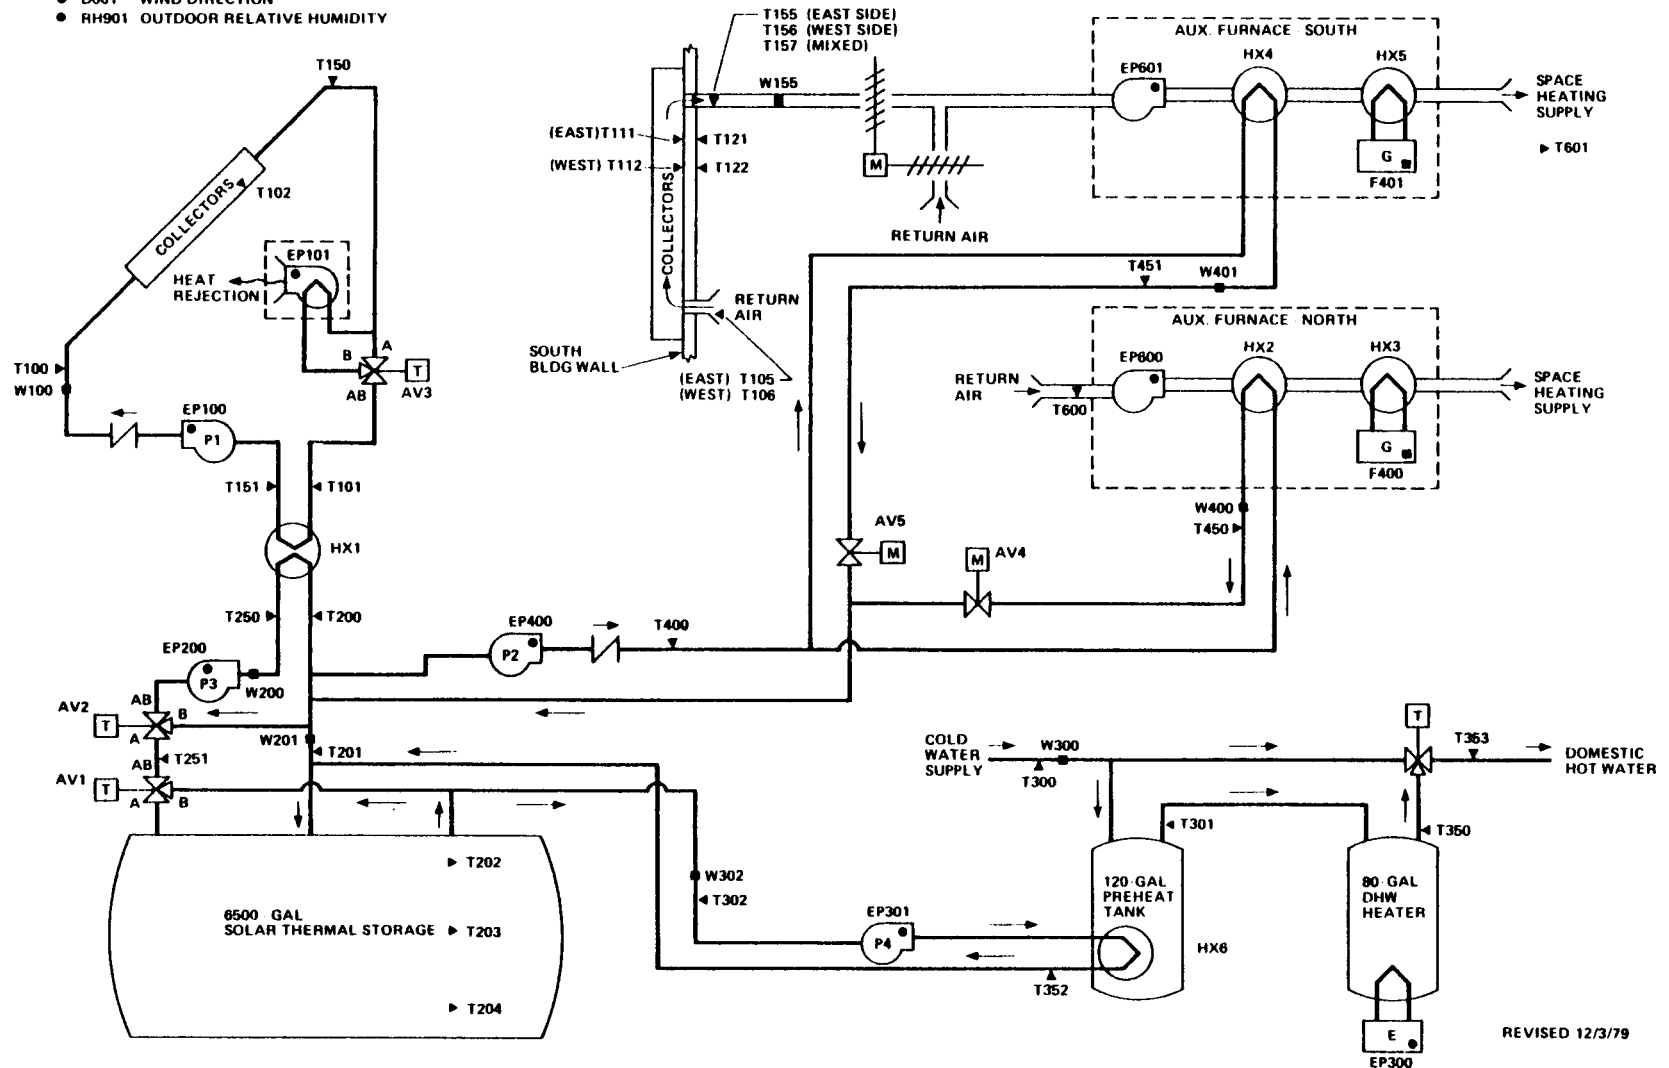 ● D001 WIND DIRECTION
● RH901 OUTDOOR RELATIVE HUMIDITY
T150
COLLECTORS
T102
EP101
HEAT
REJECTION
A
B
AB
T
AV3
T100
W100
EP100
P1
T151
T101
HX1
T250
T200
EP200
P3
W200
AB
B
A
AV2
T
W201
T201
T251
AB
AV1
T
A
B
6500 - GAL
SOLAR THERMAL STORAGE
T202
T203
T204
T155 (EAST SIDE)
T156 (WEST SIDE)
T157 (MIXED)
W155
(EAST) T111
T121
(WEST) T112
T122
COLLECTORS
M
RETURN AIR
RETURN
AIR
SOUTH
BLDG WALL
(EAST) T105
(WEST) T106
AUX. FURNACE - SOUTH
EP601
HX4
HX5
G
F401
SPACE
HEATING
SUPPLY
T601
T451
W401
AUX. FURNACE - NORTH
EP600
HX2
HX3
G
F400
RETURN
AIR
T600
SPACE
HEATING
SUPPLY
W400
T450
AV5
M
M
AV4
EP400
P2
T400
COLD
WATER
SUPPLY
W300
T300
T
T353
DOMESTIC
HOT WATER
T301
T350
120-GAL
PREHEAT
TANK
80-GAL
DHW
HEATER
W302
T302
EP301
P4
HX6
T352
E
EP300
REVISED 12/3/79